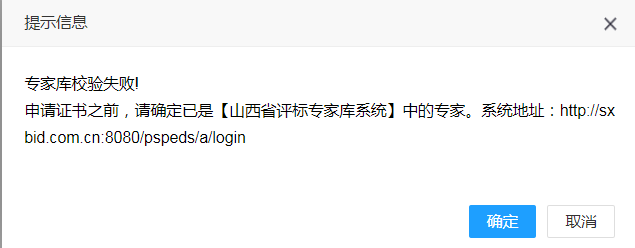 提示信息
专家库校验失败!
申请证书之前，请确定已是【山西省评标专家库系统】中的专家。系统地址：http://sx
bid.com.cn:8080/pspeds/a/login
确定 取消